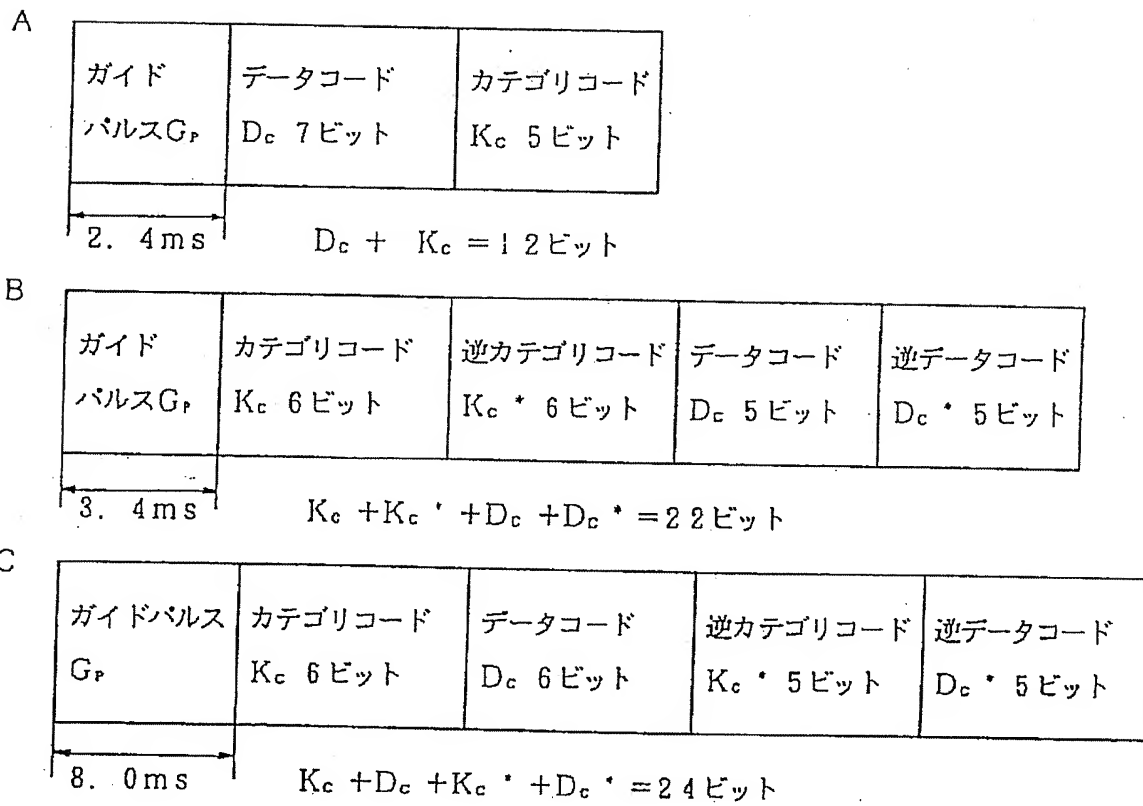 A
ガイド
パルスGP
データコード
Dc 7ビット
カテゴリコード
Kc 5ビット
2. 4ms
Dc + Kc =12ビット
B
ガイド
パルスGP
カテゴリコード
Kc 6ビット
逆カテゴリコード
Kc * 6ビット
データコード
Dc 5ビット
逆データコード
Dc * 5ビット
3. 4ms
Kc +Kc * +Dc +Dc * =22ビット
C
ガイドパルス
GP
カテゴリコード
Kc 6ビット
データコード
Dc 6ビット
逆カテゴリコード
Kc * 5ビット
逆データコード
Dc * 5ビット
8. 0ms
Kc +Dc +Kc * +Dc * =24ビット